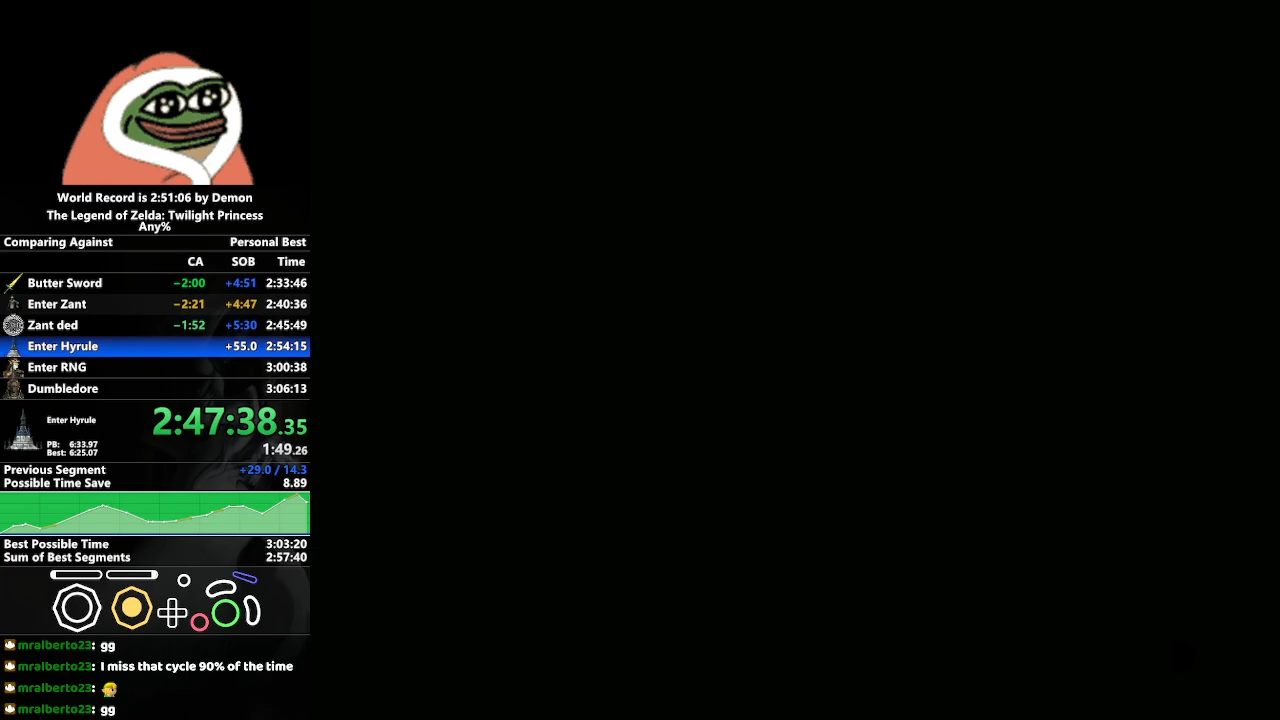 World Record is 2:51:06 by Demon
The Legend of Zelda: Twilight Princess
Any%
Comparing Against Personal Best
CA SOB Time
Butter Sword −2:00 +4:51 2:33:46
Enter Zant −2:21 +4:47 2:40:36
Zant ded −1:52 +5:30 2:45:49
Enter Hyrule +55.0 2:54:15
Enter RNG 3:00:38
Dumbledore 3:06:13
Enter Hyrule 2:47:38.35
PB: 6:33.97
Best: 6:25.07
1:49.26
Previous Segment +29.0 / 14.3
Possible Time Save 8.89
Best Possible Time 3:03:20
Sum of Best Segments 2:57:40
mralberto23: gg
mralberto23: I miss that cycle 90% of the time
mralberto23:
mralberto23: gg